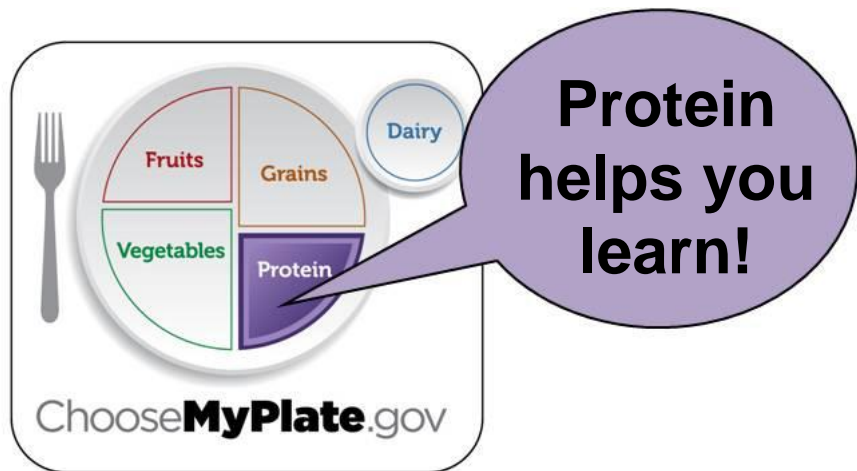 Fruits
Grains
Dairy
Vegetables
Protein
ChooseMyPlate.gov
Protein
helps you
learn!